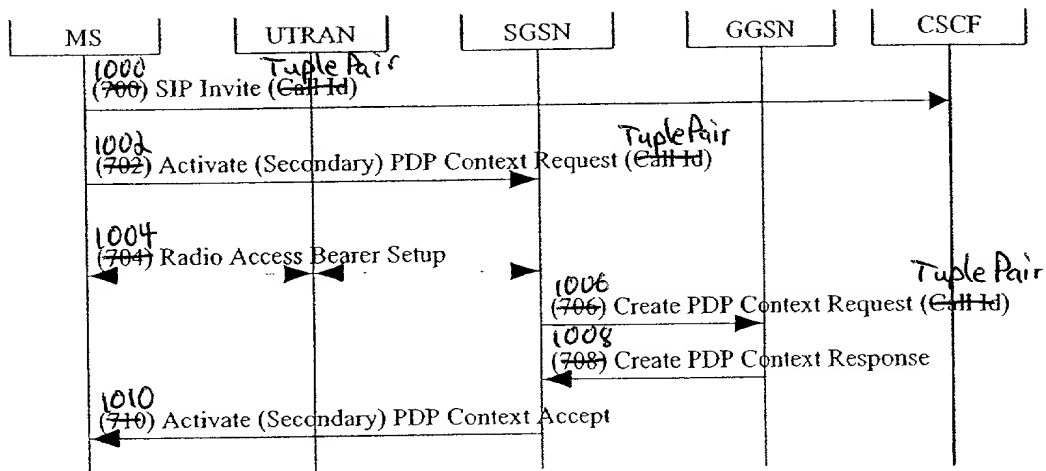 MS UTRAN SGSN GGSN CSCF
1000 Tuple Pair
(700) SIP Invite (Call Id)
1002 Tuple Pair
(702) Activate (Secondary) PDP Context Request (Call Id)
1004
(704) Radio Access Bearer Setup
1006 Tuple Pair
(706) Create PDP Context Request (Call Id)
1008
(708) Create PDP Context Response
1010
(710) Activate (Secondary) PDP Context Accept